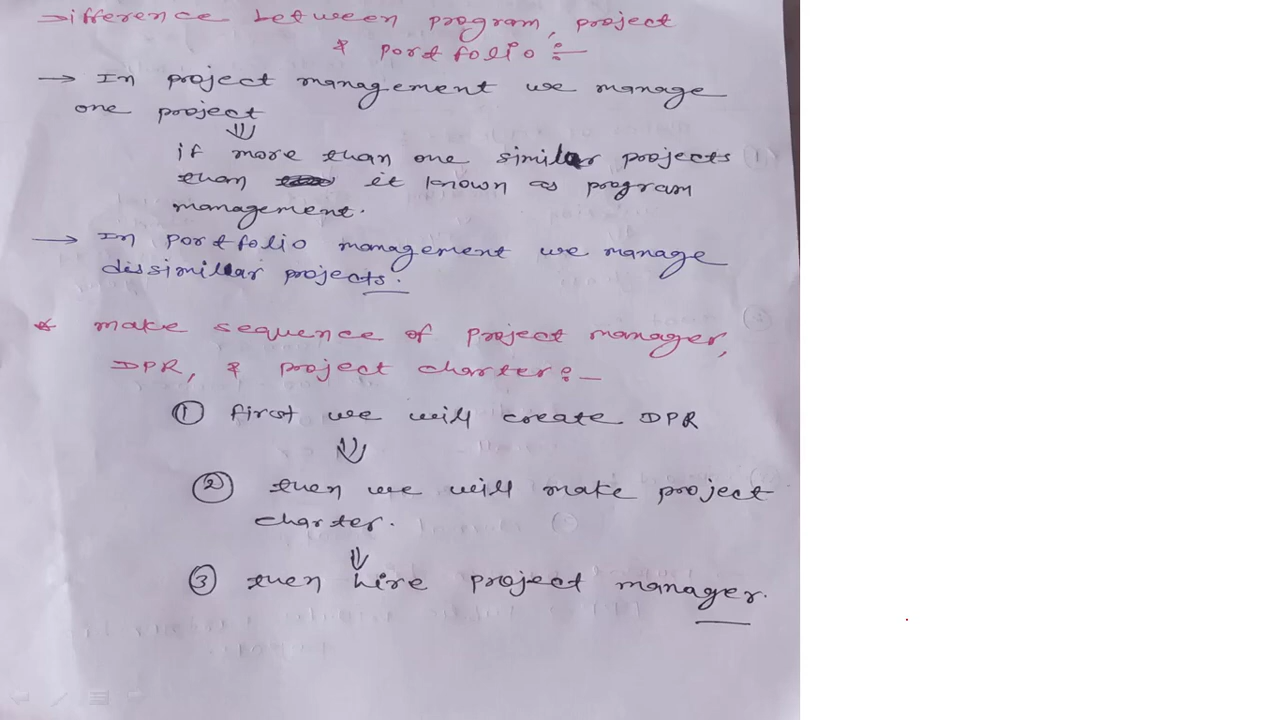 Difference between program, project
& portfolio :-
→ In project management we manage
one project
⇓
if more than one similar projects
than it known as program
management.
→ In portfolio management we manage
dissimilar projects.
* make sequence of project manager,
DPR, & project charter :-
① first we will create DPR
⇓
② then we will make project
charter.
⇓
③ then hire project manager.